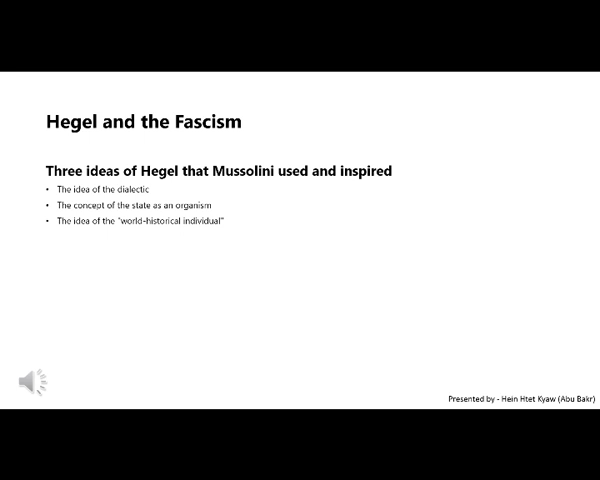 Hegel and the Fascism
Three ideas of Hegel that Mussolini used and inspired
• The idea of the dialectic
• The concept of the state as an organism
• The idea of the "world-historical individual"
Presented by - Hein Htet Kyaw (Abu Bakr)